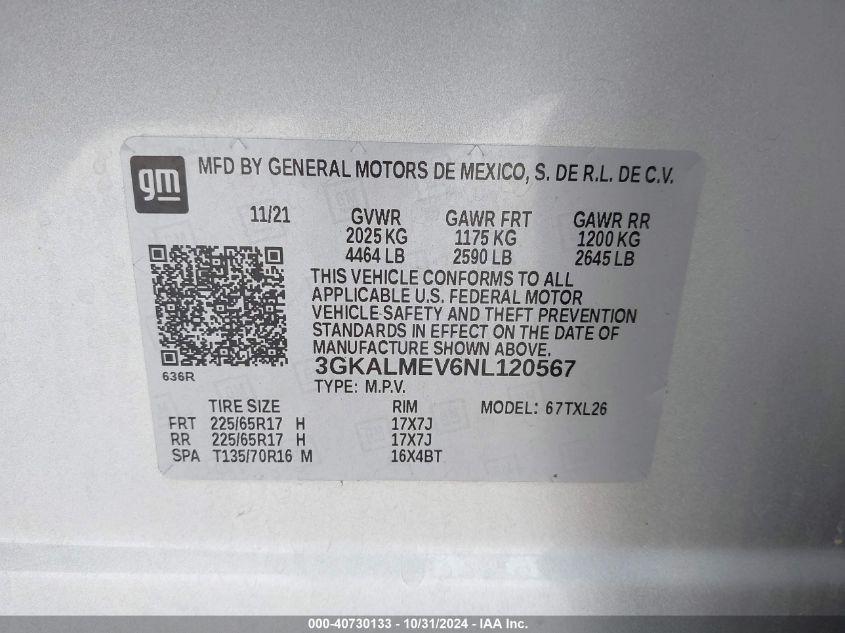 gm
MFD BY GENERAL MOTORS DE MEXICO, S. DE R.L. DE C.V.
11/21 GVWR GAWR FRT GAWR RR
2025 KG 1175 KG 1200 KG
4464 LB 2590 LB 2645 LB
THIS VEHICLE CONFORMS TO ALL
APPLICABLE U.S. FEDERAL MOTOR
VEHICLE SAFETY AND THEFT PREVENTION
STANDARDS IN EFFECT ON THE DATE OF
MANUFACTURE SHOWN ABOVE.
3GKALMEV6NL120567
636R
TYPE: M.P.V.
TIRE SIZE RIM MODEL: 67TXL26
FRT 225/65R17 H 17X7J
RR 225/65R17 H 17X7J
SPA T135/70R16 M 16X4BT
000-40730133 - 10/31/2024 - IAA Inc.